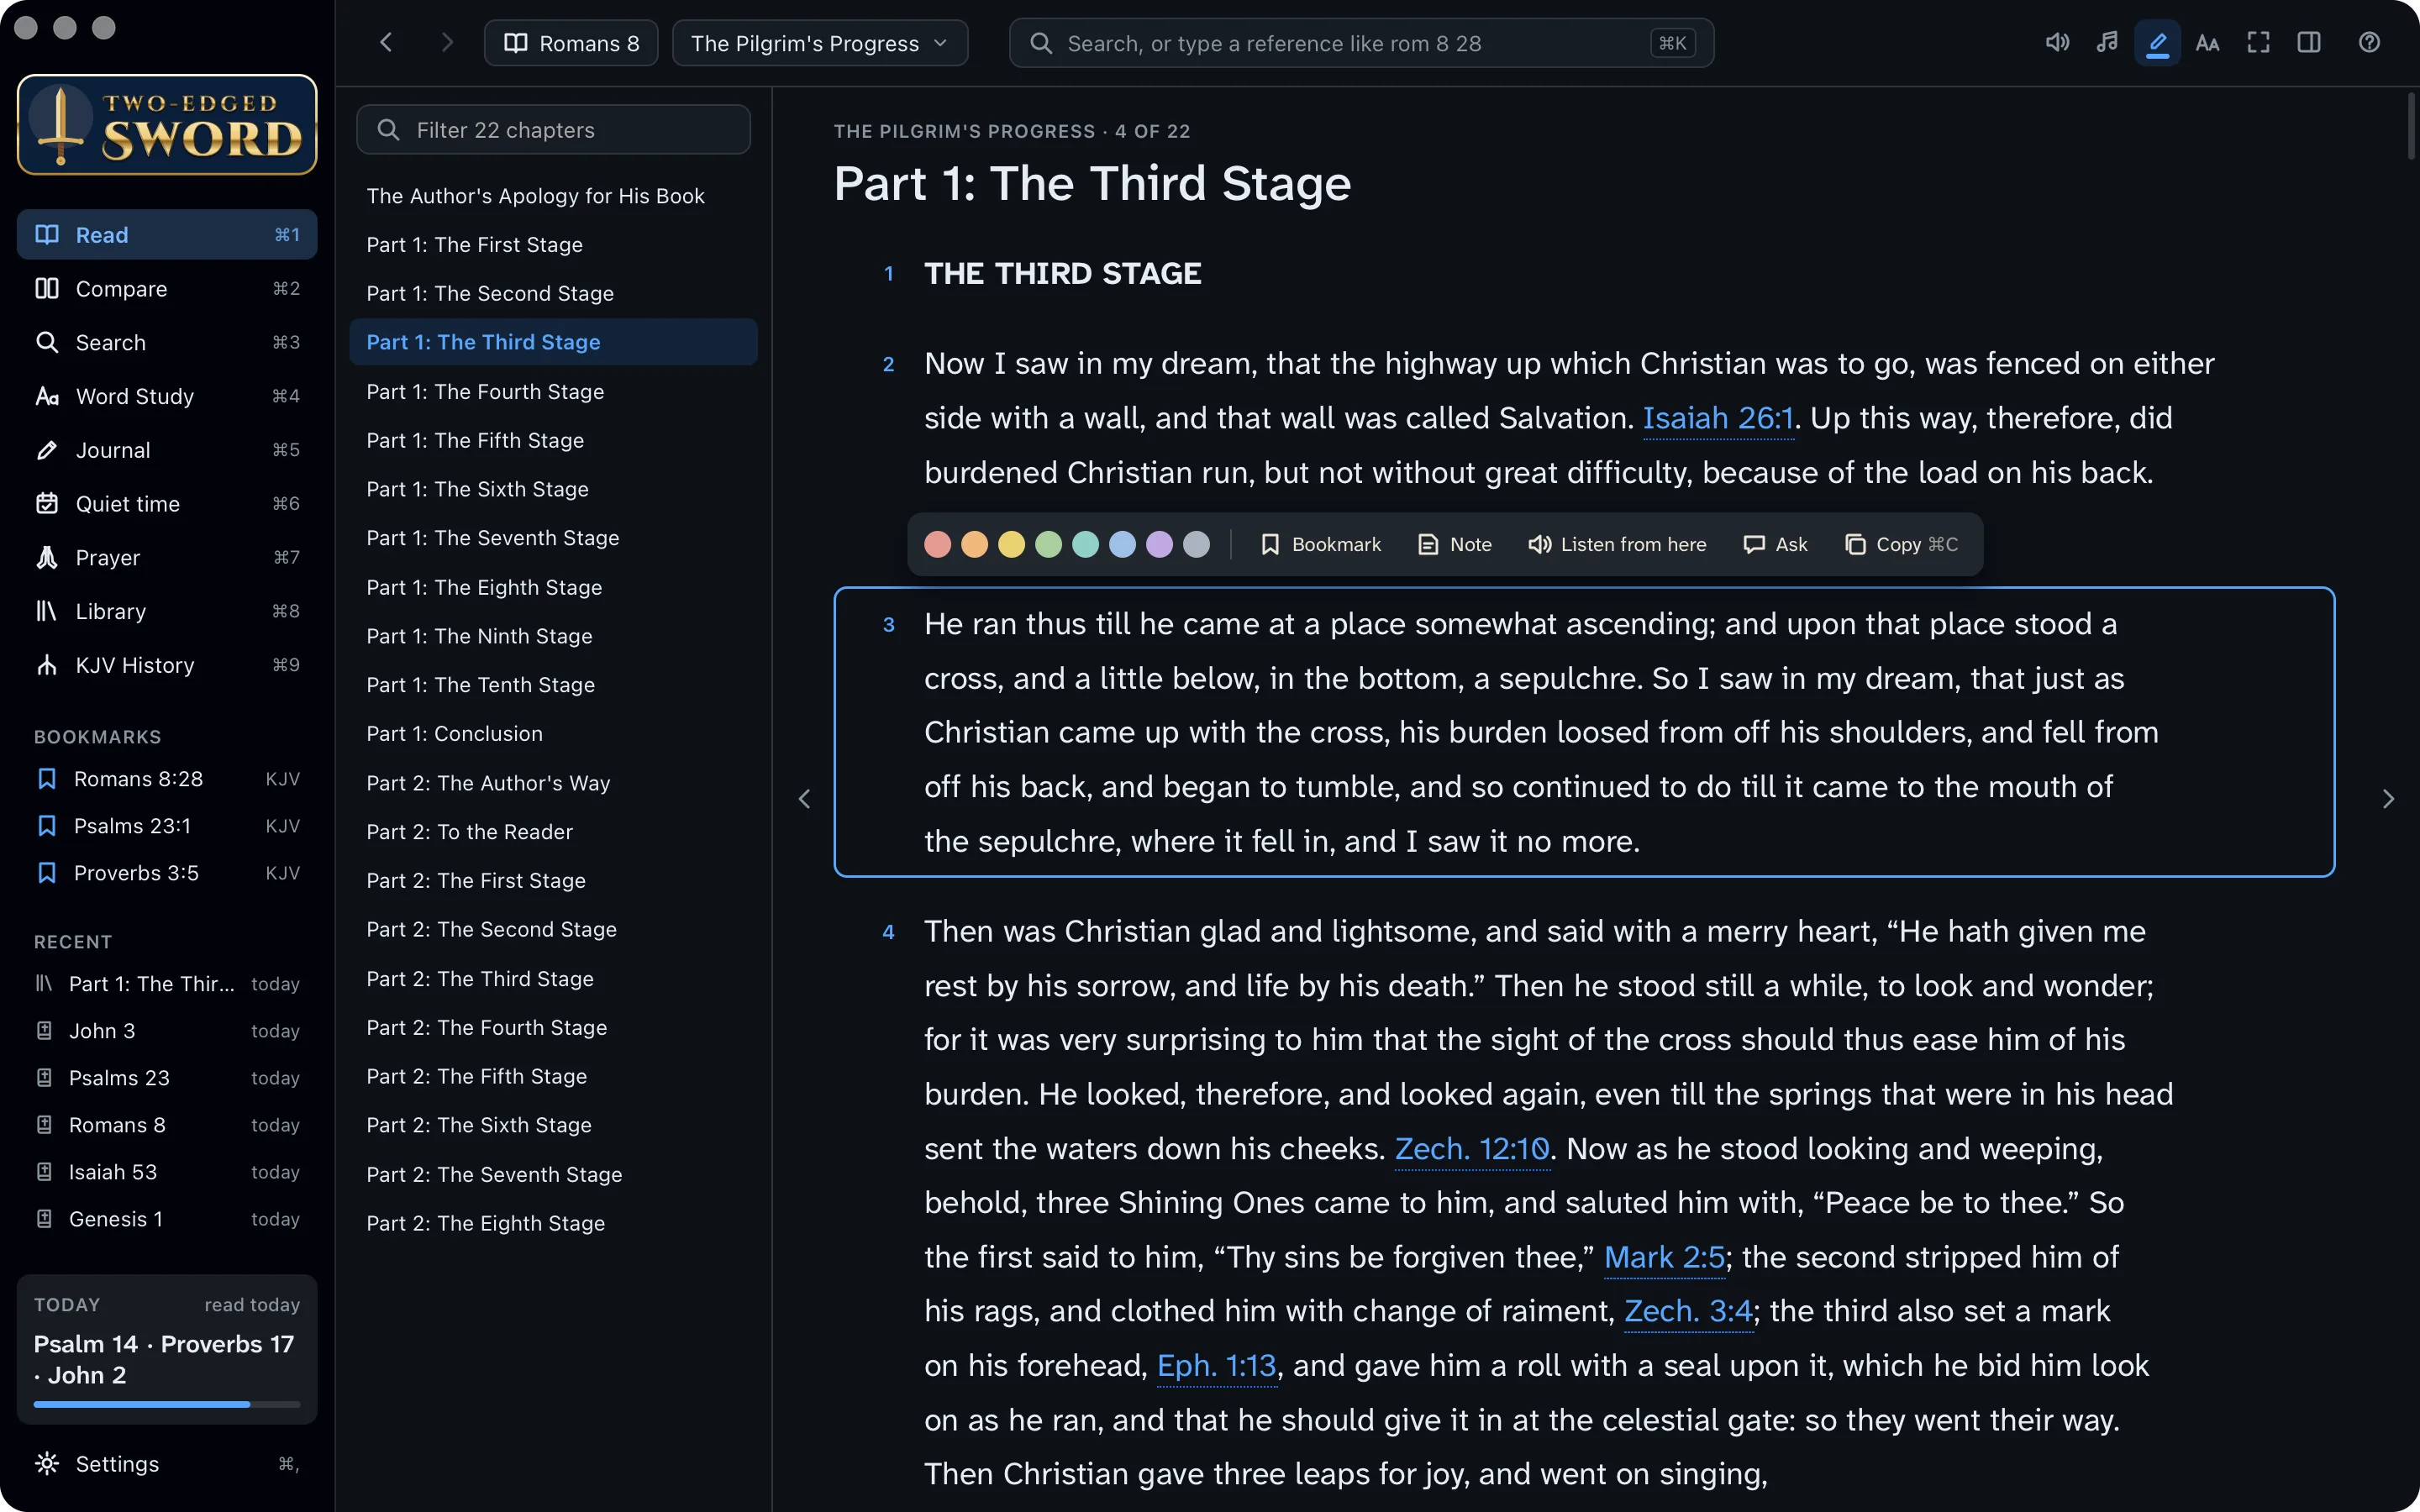 TWO-EDGED
SWORD
Read ⌘1
Compare ⌘2
Search ⌘3
Word Study ⌘4
Journal ⌘5
Quiet time ⌘6
Prayer ⌘7
Library ⌘8
KJV History ⌘9
BOOKMARKS
Romans 8:28 KJV
Psalms 23:1 KJV
Proverbs 3:5 KJV
RECENT
Part 1: The Thir... today
John 3 today
Psalms 23 today
Romans 8 today
Isaiah 53 today
Genesis 1 today
TODAY read today
Psalm 14 · Proverbs 17
· John 2
Settings ⌘,
Romans 8
The Pilgrim's Progress
Search, or type a reference like rom 8 28 ⌘K
Filter 22 chapters
The Author's Apology for His Book
Part 1: The First Stage
Part 1: The Second Stage
Part 1: The Third Stage
Part 1: The Fourth Stage
Part 1: The Fifth Stage
Part 1: The Sixth Stage
Part 1: The Seventh Stage
Part 1: The Eighth Stage
Part 1: The Ninth Stage
Part 1: The Tenth Stage
Part 1: Conclusion
Part 2: The Author's Way
Part 2: To the Reader
Part 2: The First Stage
Part 2: The Second Stage
Part 2: The Third Stage
Part 2: The Fourth Stage
Part 2: The Fifth Stage
Part 2: The Sixth Stage
Part 2: The Seventh Stage
Part 2: The Eighth Stage
THE PILGRIM'S PROGRESS · 4 OF 22
Part 1: The Third Stage
1 THE THIRD STAGE
2 Now I saw in my dream, that the highway up which Christian was to go, was fenced on either
side with a wall, and that wall was called Salvation. Isaiah 26:1. Up this way, therefore, did
burdened Christian run, but not without great difficulty, because of the load on his back.
Bookmark Note Listen from here Ask Copy ⌘C
3 He ran thus till he came at a place somewhat ascending; and upon that place stood a
cross, and a little below, in the bottom, a sepulchre. So I saw in my dream, that just as
Christian came up with the cross, his burden loosed from off his shoulders, and fell from
off his back, and began to tumble, and so continued to do till it came to the mouth of
the sepulchre, where it fell in, and I saw it no more.
4 Then was Christian glad and lightsome, and said with a merry heart, “He hath given me
rest by his sorrow, and life by his death.” Then he stood still a while, to look and wonder;
for it was very surprising to him that the sight of the cross should thus ease him of his
burden. He looked, therefore, and looked again, even till the springs that were in his head
sent the waters down his cheeks. Zech. 12:10. Now as he stood looking and weeping,
behold, three Shining Ones came to him, and saluted him with, “Peace be to thee.” So
the first said to him, “Thy sins be forgiven thee,” Mark 2:5; the second stripped him of
his rags, and clothed him with change of raiment, Zech. 3:4; the third also set a mark
on his forehead, Eph. 1:13, and gave him a roll with a seal upon it, which he bid him look
on as he ran, and that he should give it in at the celestial gate: so they went their way.
Then Christian gave three leaps for joy, and went on singing,